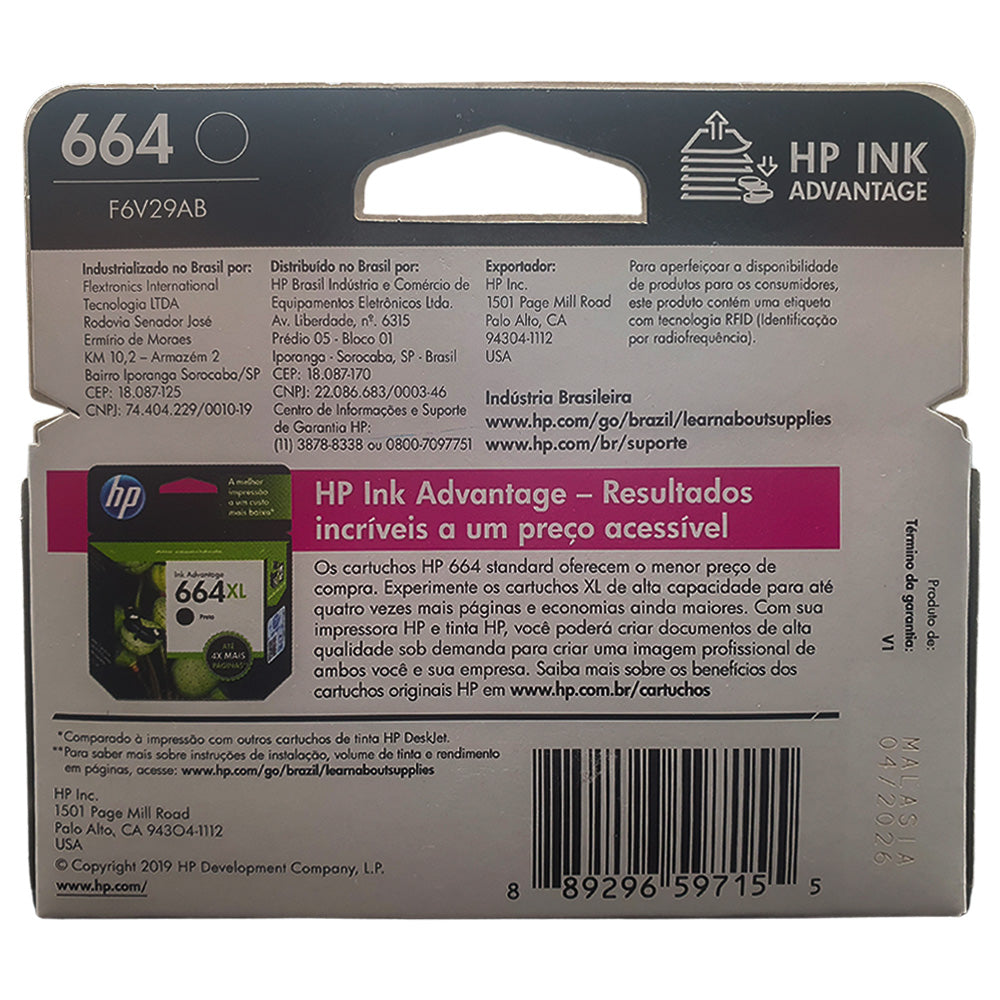 664
F6V29AB
HP INK
ADVANTAGE
Industrializado no Brasil por:
Flextronics International
Tecnologia LTDA
Rodovia Senador José
Ermírio de Moraes
KM 10,2 – Armazém 2
Bairro Iporanga Sorocaba/SP
CEP: 18.087-125
CNPJ: 74.404.229/0010-19
Distribuído no Brasil por:
HP Brasil Indústria e Comércio de
Equipamentos Eletrônicos Ltda.
Av. Liberdade, nº. 6315
Prédio 05 - Bloco 01
Iporanga - Sorocaba, SP - Brasil
CEP: 18.087-170
CNPJ: 22.086.683/0003-46
Centro de Informações e Suporte
de Garantia HP:
(11) 3878-8338 ou 0800-7097751
Exportador:
HP Inc.
1501 Page Mill Road
Palo Alto, CA
94304-1112
USA
Para aperfeiçoar a disponibilidade
de produtos para os consumidores,
este produto contém uma etiqueta
com tecnologia RFID (Identificação
por radiofrequência).
Indústria Brasileira
www.hp.com/go/brazil/learnaboutsupplies
www.hp.com/br/suporte
hp
A melhor
impressão
a um custo
mais baixo*
Alta capacidade
Ink Advantage
664XL
Preto
ATÉ
4X MAIS
PÁGINAS
HP Ink Advantage – Resultados
incríveis a um preço acessível
Os cartuchos HP 664 standard oferecem o menor preço de
compra. Experimente os cartuchos XL de alta capacidade para até
quatro vezes mais páginas e economias ainda maiores. Com sua
impressora HP e tinta HP, você poderá criar documentos de alta
qualidade sob demanda para criar uma imagem profissional de
ambos você e sua empresa. Saiba mais sobre os benefícios dos
cartuchos originais HP em www.hp.com.br/cartuchos
Produto de:
Término da garantia:
V1
MALASIA
04/2026
*Comparado à impressão com outros cartuchos de tinta HP DeskJet.
**Para saber mais sobre instruções de instalação, volume de tinta e rendimento
em páginas, acesse: www.hp.com/go/brazil/learnaboutsupplies
HP Inc.
1501 Page Mill Road
Palo Alto, CA 94304-1112
USA
© Copyright 2019 HP Development Company, L.P.
www.hp.com/
8 89296 59715 5